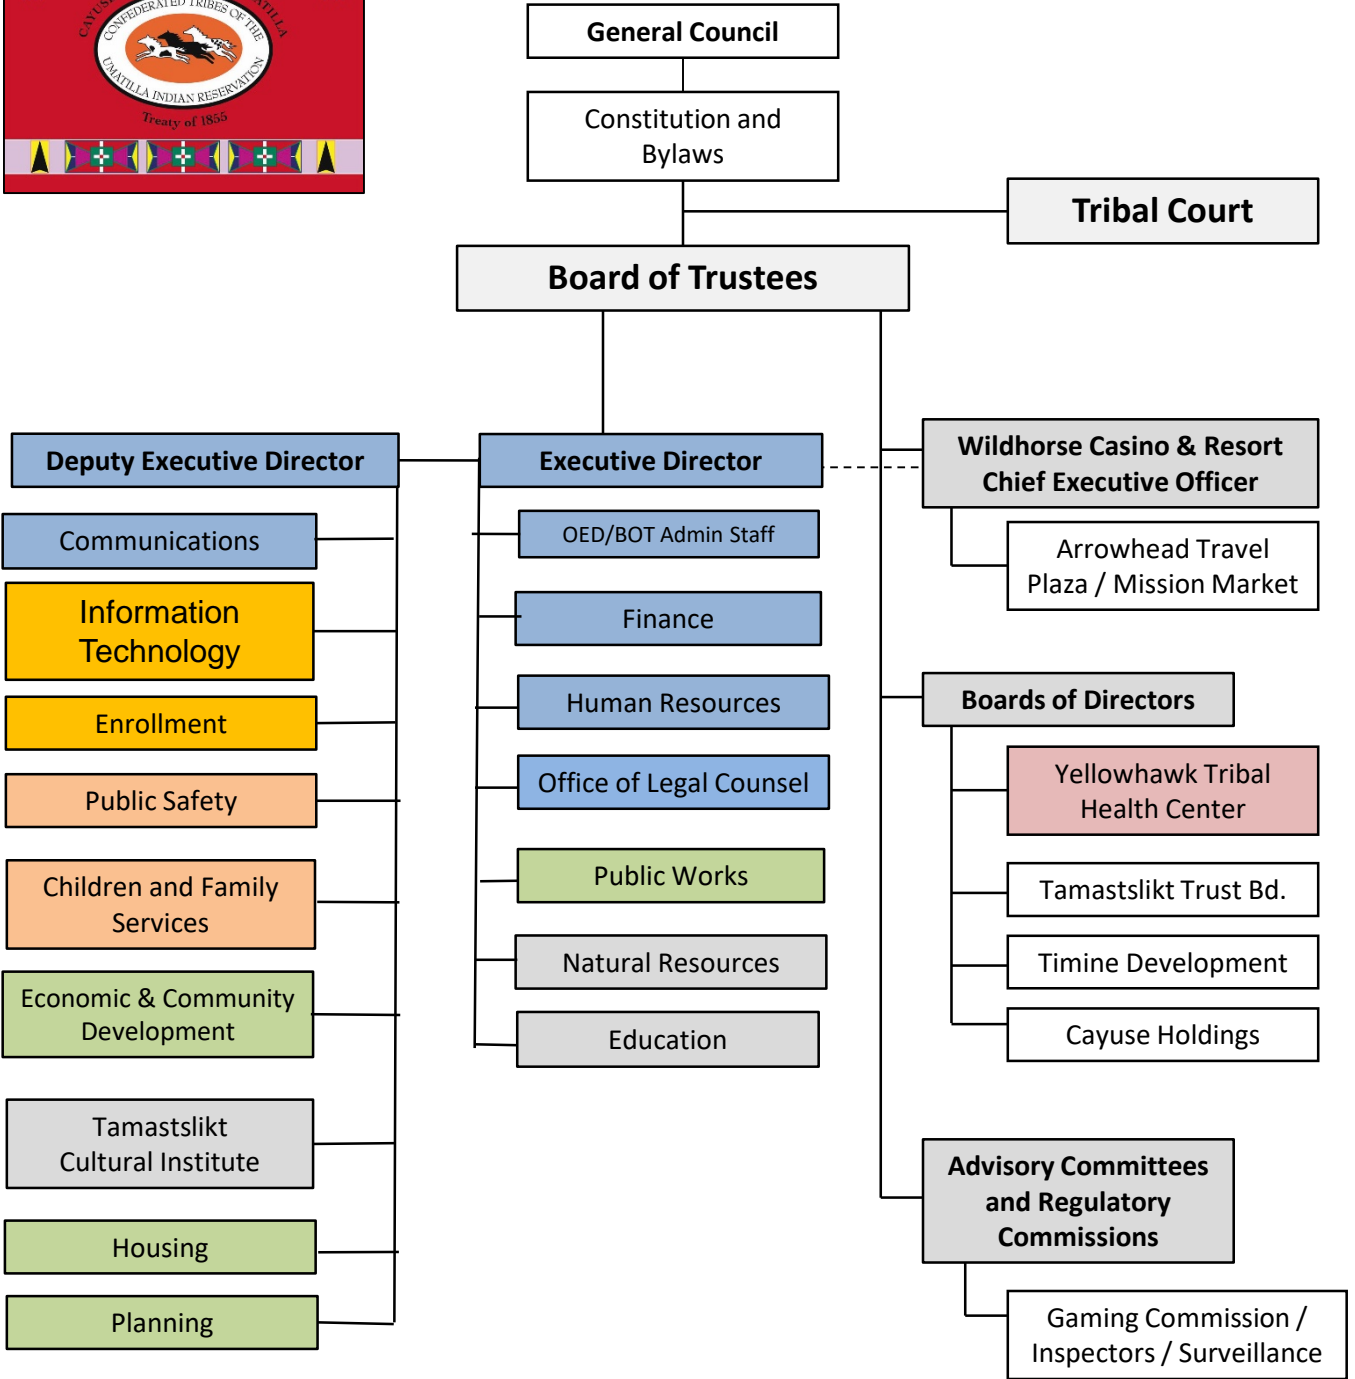 CAYUSE
ATILLA
CONFEDERATED TRIBES OF THE
UMATILLA INDIAN RESERVATION
Treaty of 1855
General Council
Constitution and
Bylaws
Tribal Court
Board of Trustees
Deputy Executive Director
Executive Director
Wildhorse Casino & Resort
Chief Executive Officer
Communications
Information
Technology
Enrollment
Public Safety
Children and Family
Services
Economic & Community
Development
Tamastslikt
Cultural Institute
Housing
Planning
OED/BOT Admin Staff
Finance
Human Resources
Office of Legal Counsel
Public Works
Natural Resources
Education
Arrowhead Travel
Plaza / Mission Market
Boards of Directors
Yellowhawk Tribal
Health Center
Tamastslikt Trust Bd.
Timine Development
Cayuse Holdings
Advisory Committees
and Regulatory
Commissions
Gaming Commission /
Inspectors / Surveillance